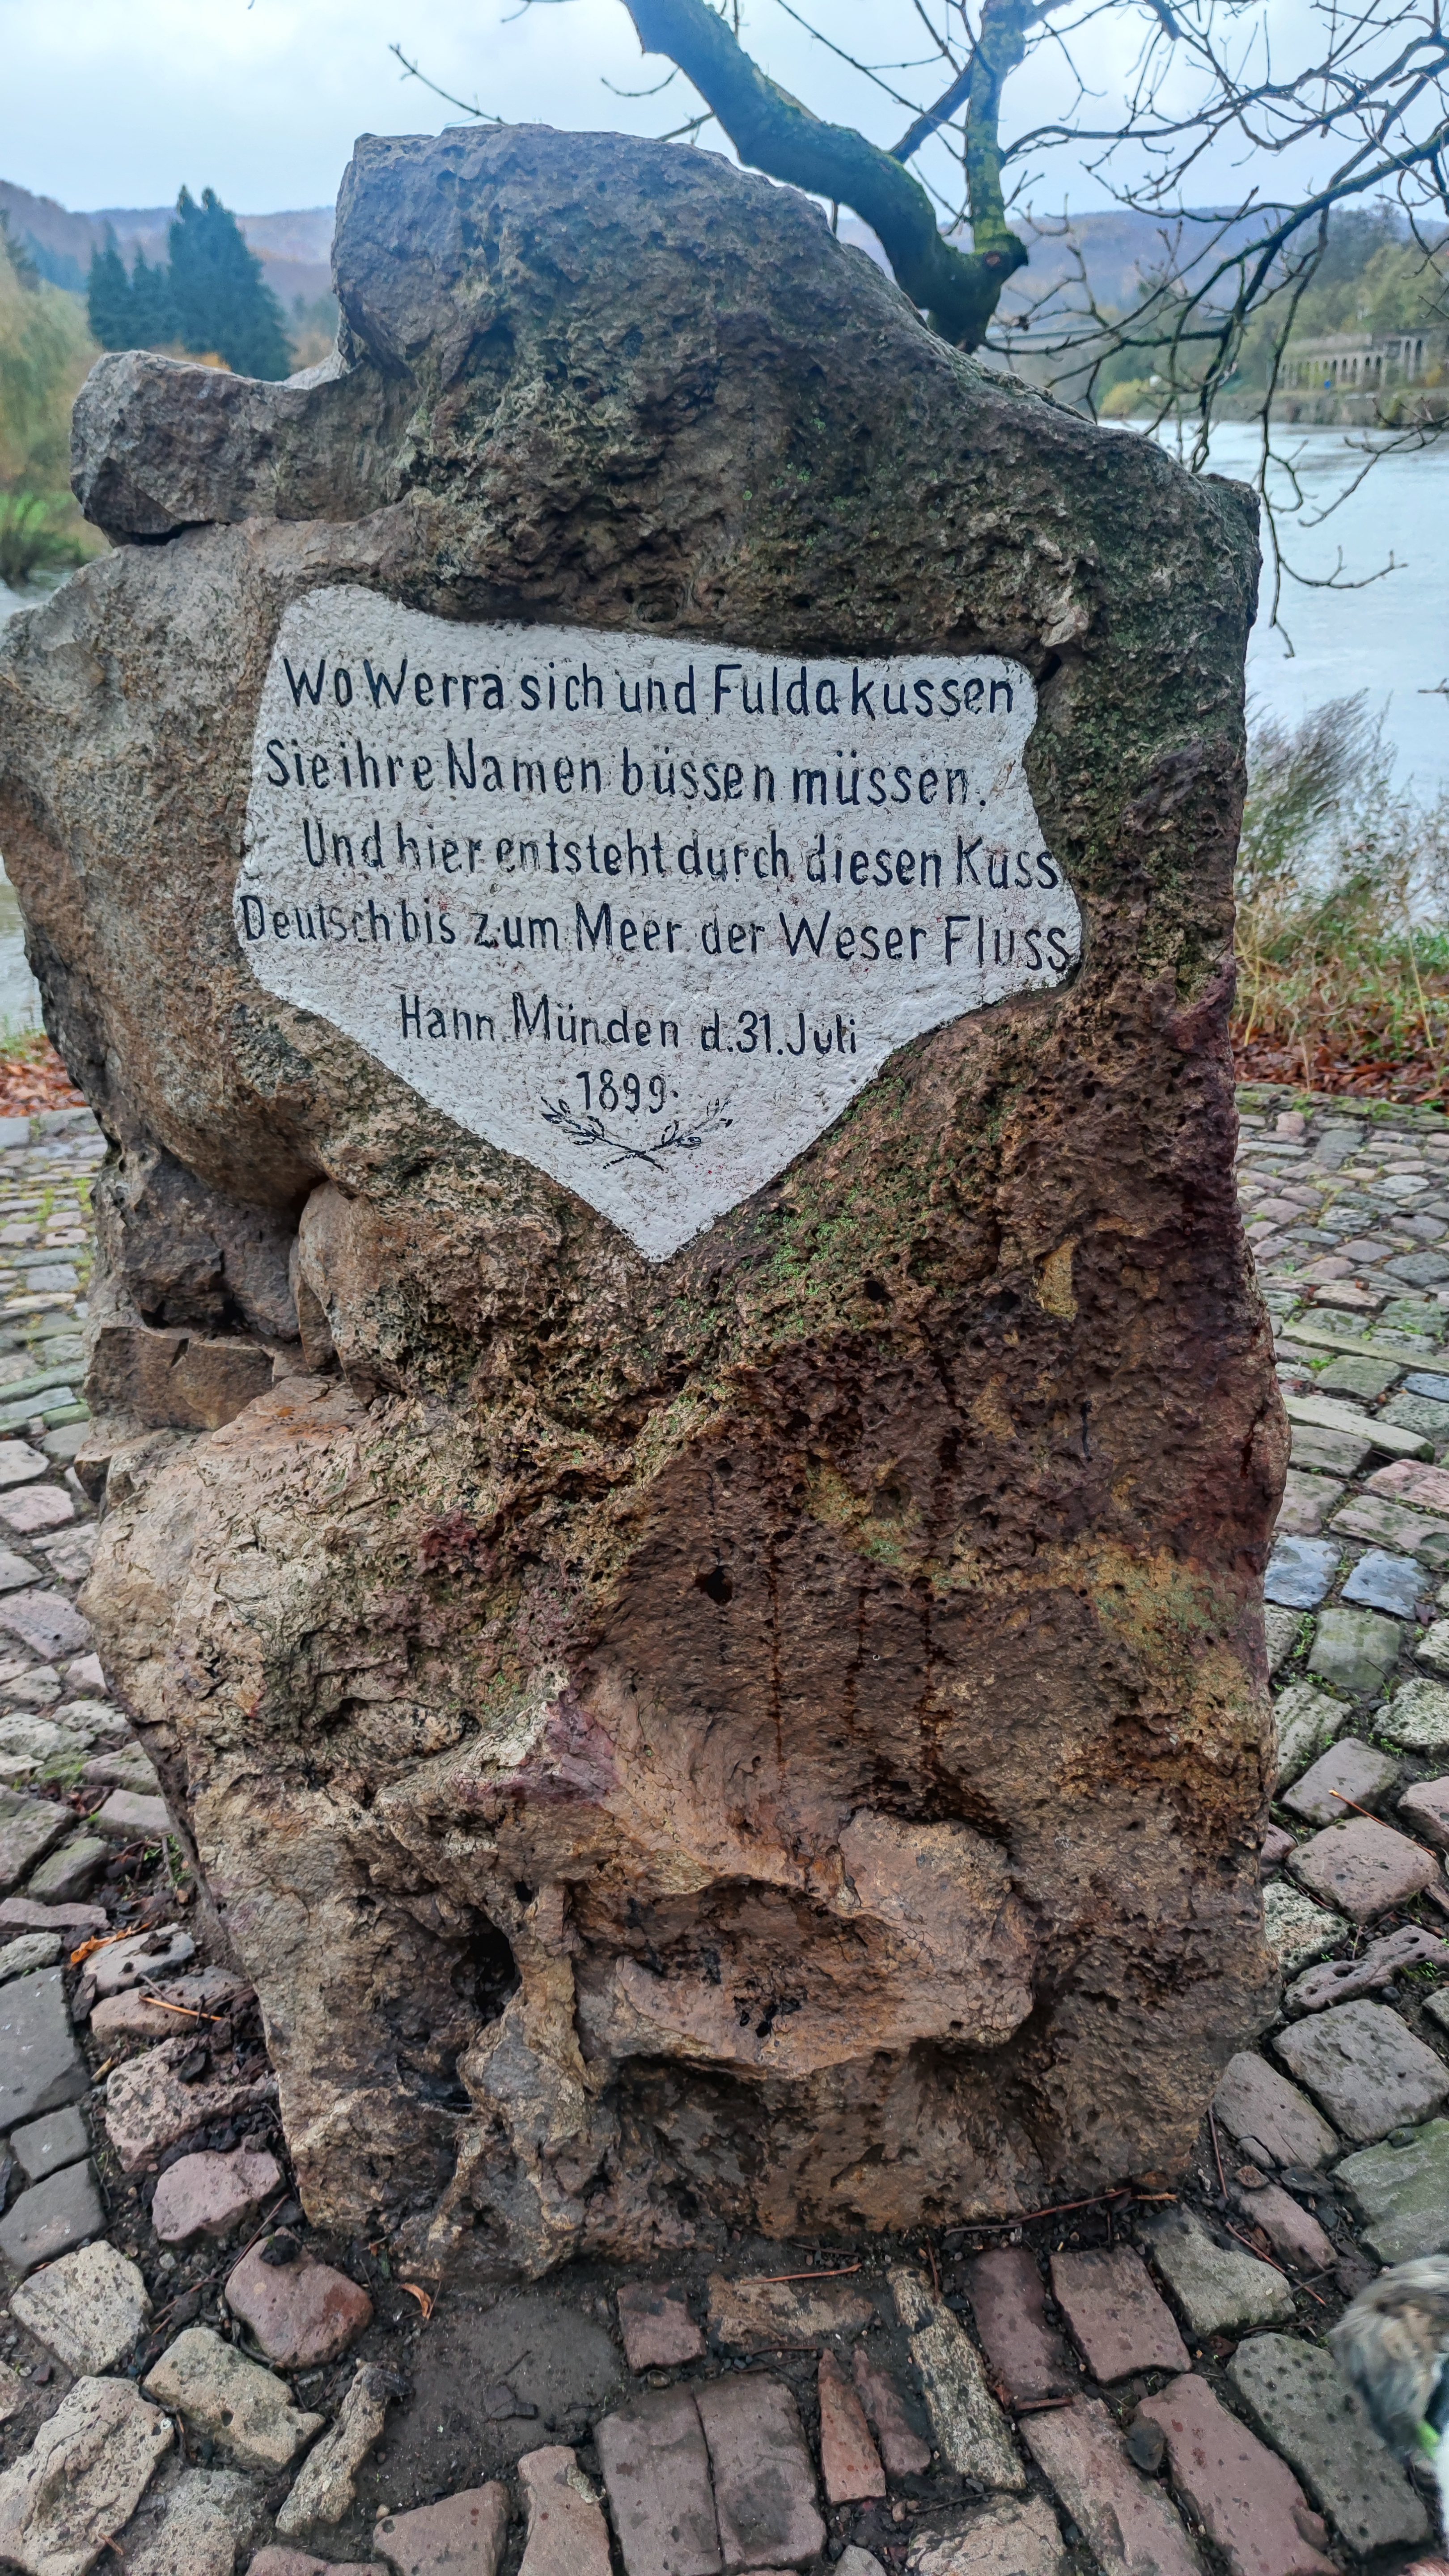 Wo Werra sich und Fulda kussen
Sie ihre Namen büssen müssen.
Und hier entsteht durch diesen Kuss
Deutsch bis zum Meer der Weser Fluss
Hann. Münden d. 31. Juli
1899.